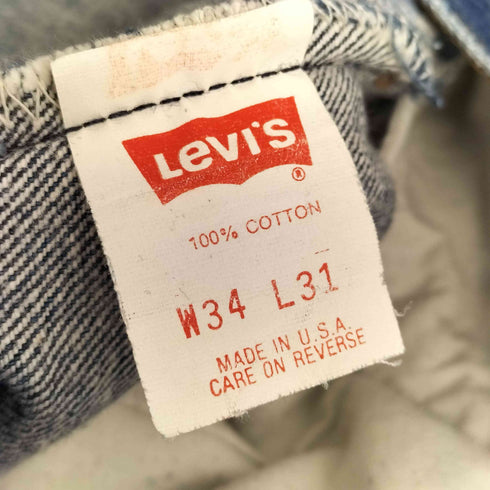 Levi's
®
100% COTTON
W34 L31
MADE IN U.S.A.
CARE ON REVERSE